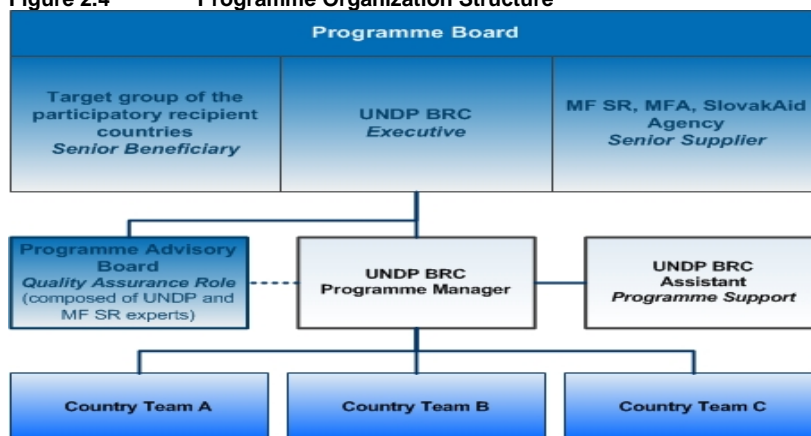 Figure 2.4 Programme Organization Structure
Programme Board
Target group of the
participatory recipient
countries
Senior Beneficiary
UNDP BRC
Executive
MF SR, MFA, SlovakAid
Agency
Senior Supplier
Programme Advisory
Board
Quality Assurance Role
(composed of UNDP and
MF SR experts)
UNDP BRC
Programme Manager
UNDP BRC
Assistant
Programme Support
Country Team A
Country Team B
Country Team C